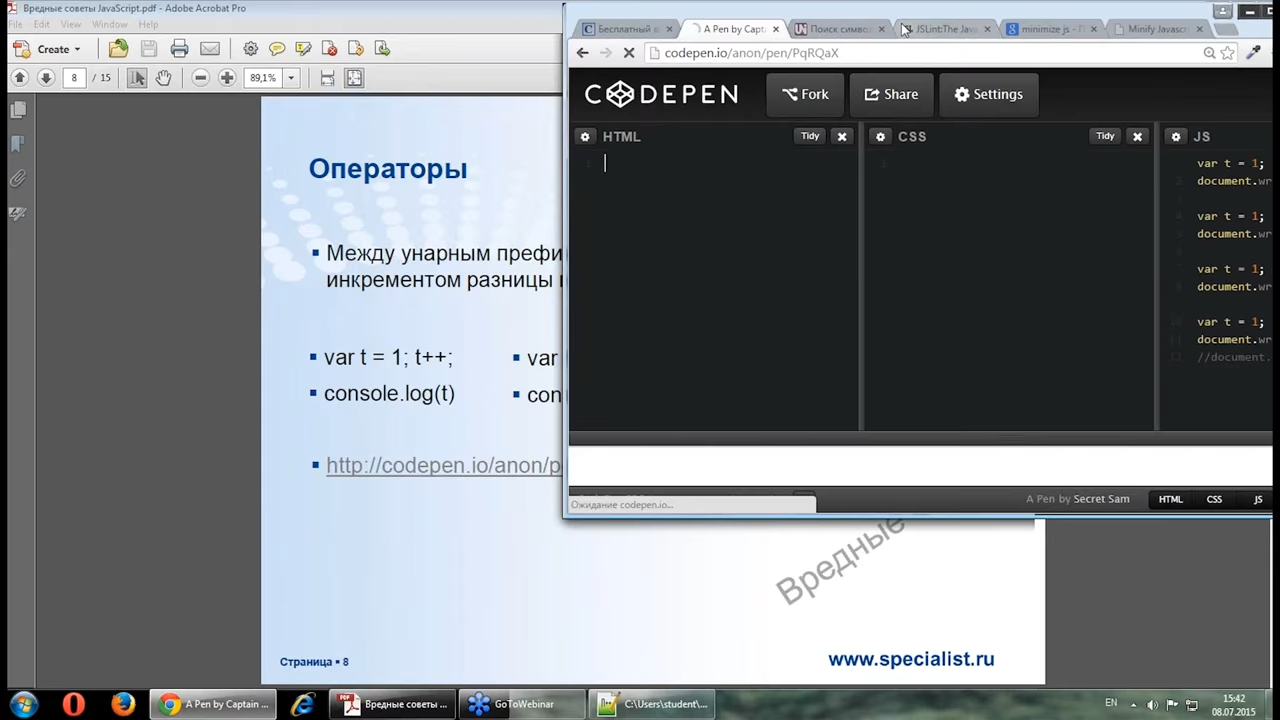 Вредные советы JavaScript.pdf - Adobe Acrobat Pro
File Edit View Window Help
Create
8 / 15 89,1%
Операторы
Между унарным префи
инкрементом разницы
var t = 1; t++;
console.log(t)
var
con
http://codepen.io/anon/p
Вредные
Страница ▪ 8
www.specialist.ru
Бесплатный
A Pen by Capt
Поиск симво
JSLint:The Java
minimize js -
Minify Javasc
codepen.io/anon/pen/PqRQaX
CODEPEN
Fork
Share
Settings
HTML
Tidy
CSS
Tidy
JS
1
var t = 1;
document.wr
var t = 1;
document.wr
var t = 1;
document.wr
var t = 1;
document.wr
//document.
Ожидание codepen.io...
A Pen by Secret Sam
HTML CSS JS
A Pen by Captain ...
Вредные советы ...
GoToWebinar
C:\Users\student\...
EN
15:42
08.07.2015